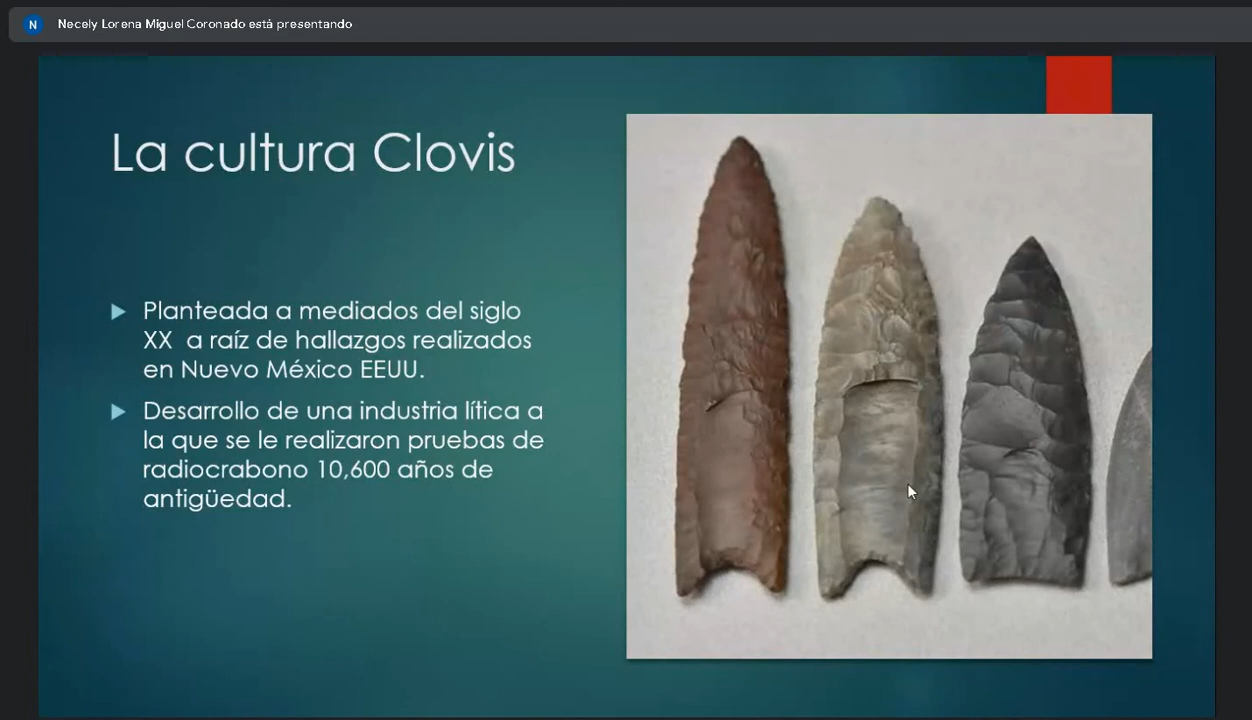 N
Necely Lorena Miguel Coronado está presentando
La cultura Clovis
Planteada a mediados del siglo
XX a raíz de hallazgos realizados
en Nuevo México EEUU.
Desarrollo de una industria lítica a
la que se le realizaron pruebas de
radiocrabono 10,600 años de
antigüedad.